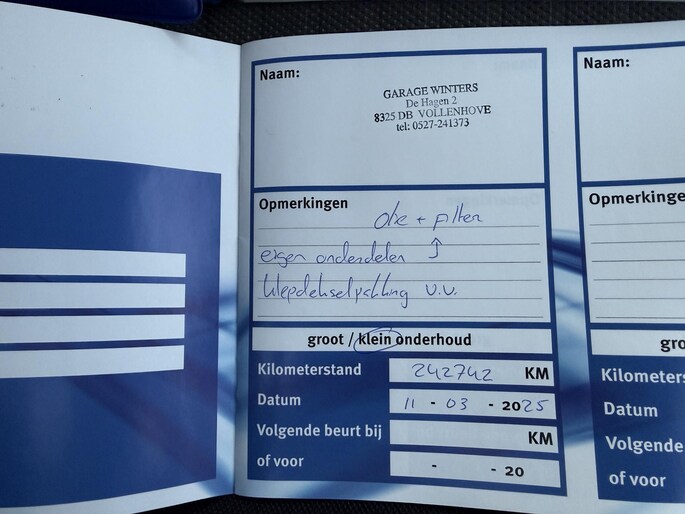 Naam:
GARAGE WINTERS
De Hagen 2
8325 DB VOLLENHOVE
tel: 0527-241373
Opmerkingen
olie + filter
eigen onderdelen ↑
klepdekselpakking v.v.
groot / klein onderhoud
Kilometerstand 242742 KM
Datum 11 - 03 - 2025
Volgende beurt bij KM
of voor - - 20
Naam:
Opmerkinge
gro
Kilometers
Datum
Volgende
of voor